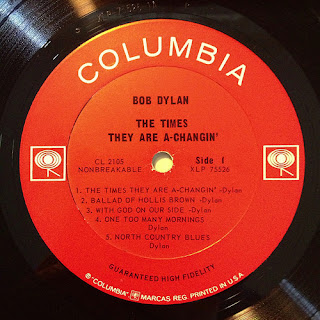 COLUMBIA
BOB DYLAN
THE TIMES
THEY ARE A-CHANGIN'
CL 2105 Side 1
NONBREAKABLE XLP 75526
1. THE TIMES THEY ARE A-CHANGIN' -Dylan
2. BALLAD OF HOLLIS BROWN -Dylan
3. WITH GOD ON OUR SIDE -Dylan
4. ONE TOO MANY MORNINGS
Dylan
5. NORTH COUNTRY BLUES
Dylan
GUARANTEED HIGH FIDELITY
® "COLUMBIA" MARCAS REG. PRINTED IN U.S.A.